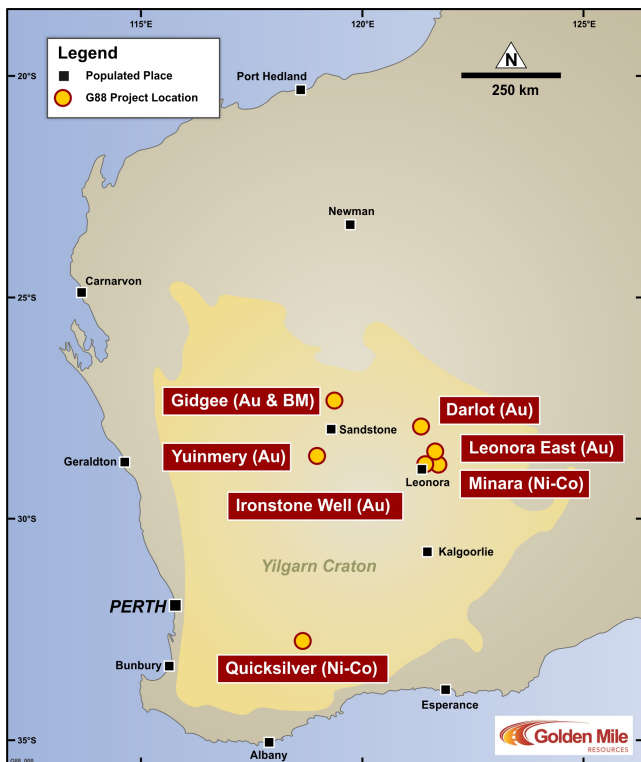 115°E
120°E
Legend
Populated Place
G88 Project Location
N
250 km
20°S
Port Hedland
Newman
25°S
Carnarvon
Gidgee (Au & BM)
Darlot (Au)
Sandstone
Yuinmery (Au)
Leonora East (Au)
Geraldton
Leonora
Minara (Ni-Co)
Ironstone Well (Au)
30°S
Kalgoorlie
Yilgarn Craton
PERTH
Bunbury
Quicksilver (Ni-Co)
Esperance
35°S
Albany
Golden Mile
RESOURCES
G88_008